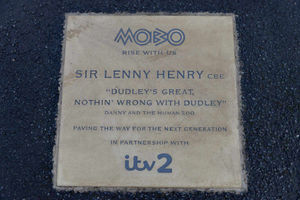 MOBO
RISE WITH US
SIR LENNY HENRY CBE
"DUDLEY'S GREAT,
NOTHIN' WRONG WITH DUDLEY"
DANNY AND THE HUMAN ZOO
PAVING THE WAY FOR THE NEXT GENERATION
IN PARTNERSHIP WITH
itv2